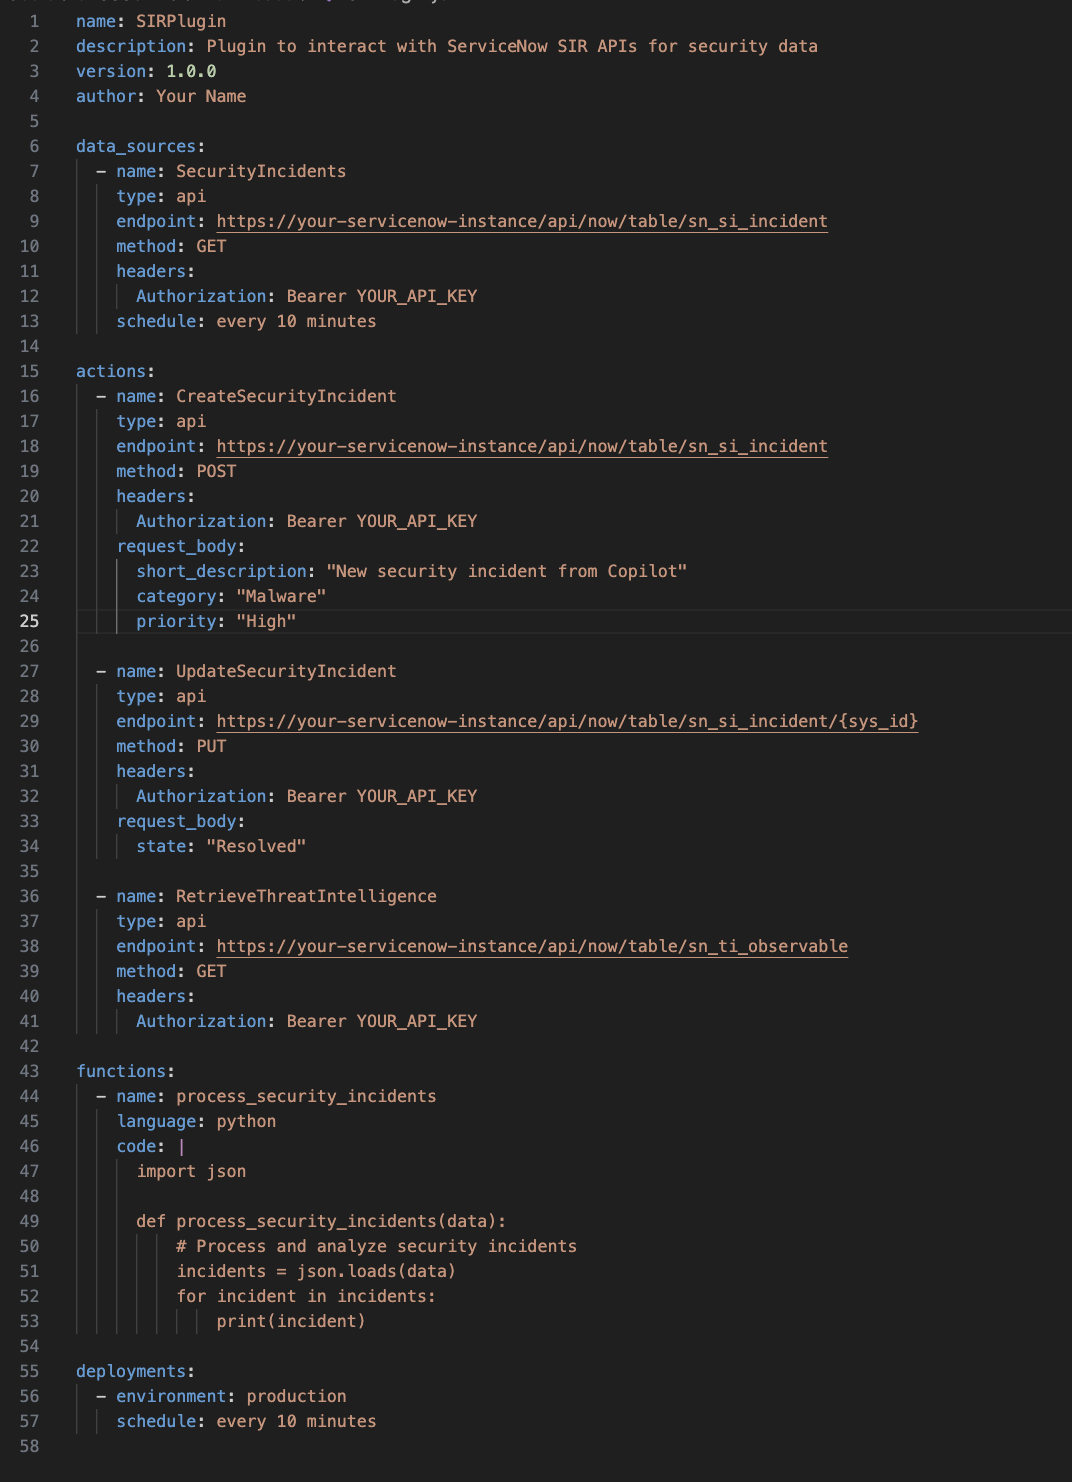 1 name: SIRPlugin
2 description: Plugin to interact with ServiceNow SIR APIs for security data
3 version: 1.0.0
4 author: Your Name
5
6 data_sources:
7   - name: SecurityIncidents
8     type: api
9     endpoint: https://your-servicenow-instance/api/now/table/sn_si_incident
10     method: GET
11     headers:
12       Authorization: Bearer YOUR_API_KEY
13     schedule: every 10 minutes
14
15 actions:
16   - name: CreateSecurityIncident
17     type: api
18     endpoint: https://your-servicenow-instance/api/now/table/sn_si_incident
19     method: POST
20     headers:
21       Authorization: Bearer YOUR_API_KEY
22     request_body:
23       short_description: "New security incident from Copilot"
24       category: "Malware"
25       priority: "High"
26
27   - name: UpdateSecurityIncident
28     type: api
29     endpoint: https://your-servicenow-instance/api/now/table/sn_si_incident/{sys_id}
30     method: PUT
31     headers:
32       Authorization: Bearer YOUR_API_KEY
33     request_body:
34       state: "Resolved"
35
36   - name: RetrieveThreatIntelligence
37     type: api
38     endpoint: https://your-servicenow-instance/api/now/table/sn_ti_observable
39     method: GET
40     headers:
41       Authorization: Bearer YOUR_API_KEY
42
43 functions:
44   - name: process_security_incidents
45     language: python
46     code: |
47       import json
48
49       def process_security_incidents(data):
50           # Process and analyze security incidents
51           incidents = json.loads(data)
52           for incident in incidents:
53               print(incident)
54
55 deployments:
56   - environment: production
57     schedule: every 10 minutes
58